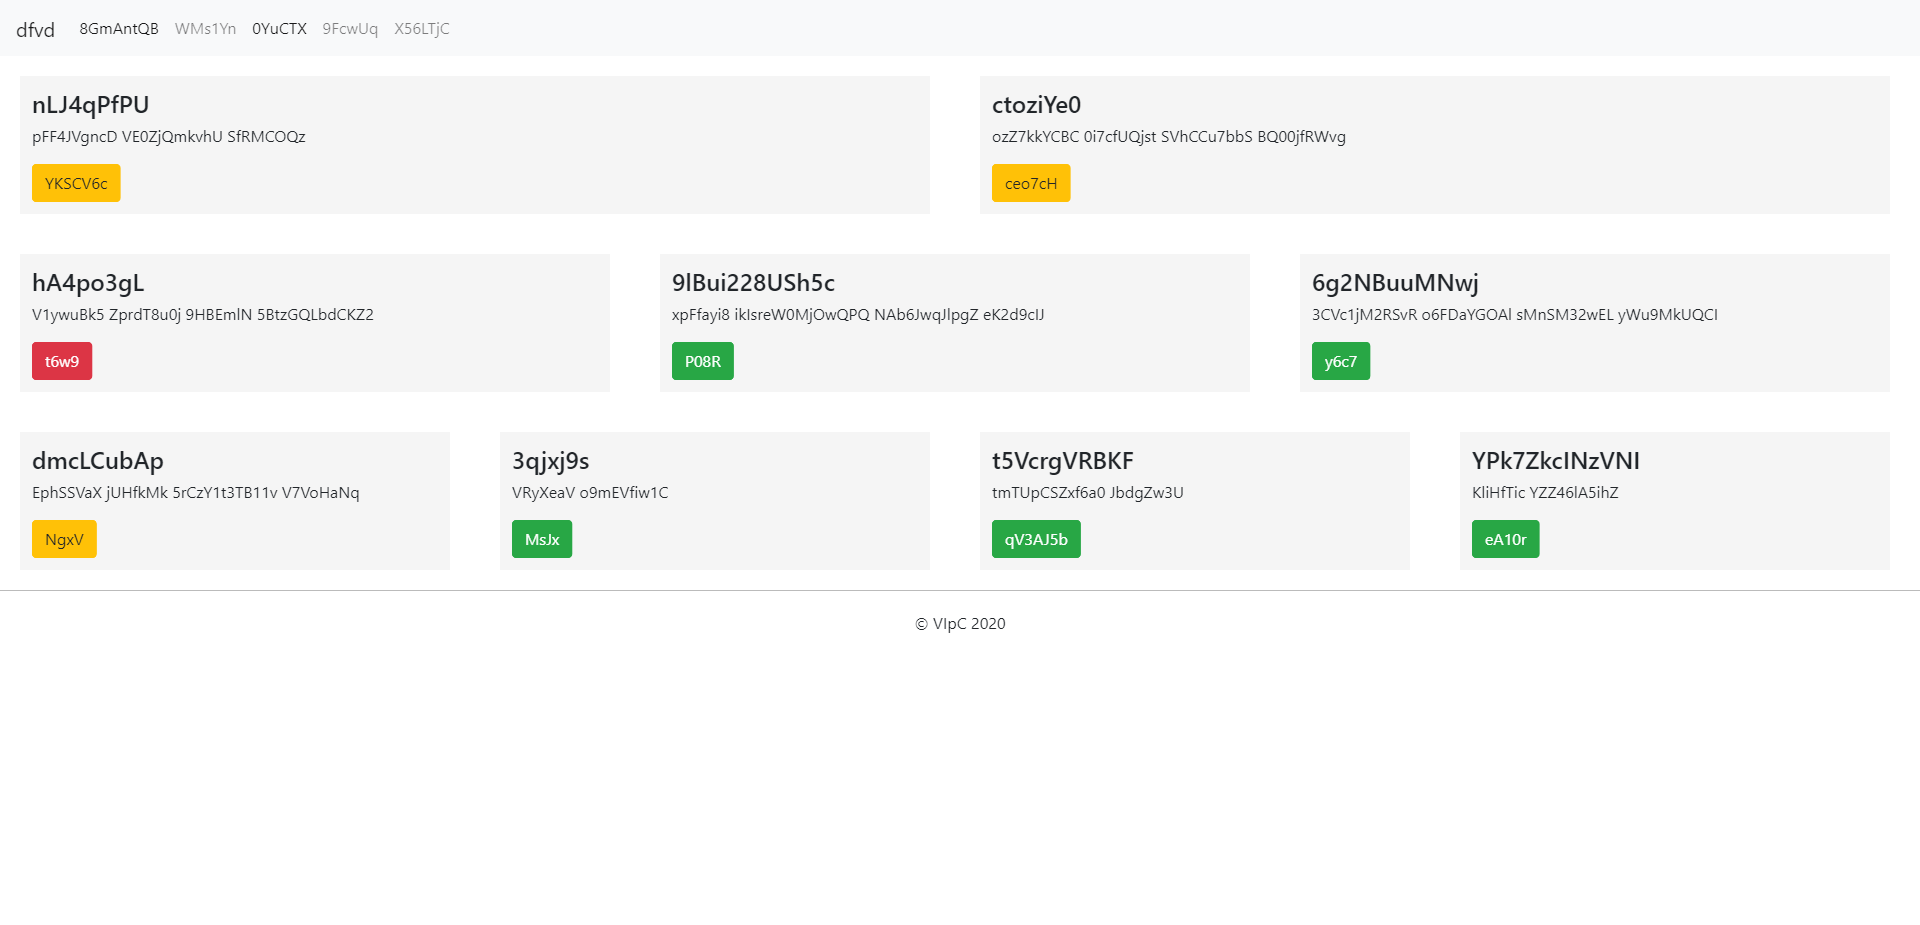 dfvd 8GmAntQB WMs1Yn 0YuCTX 9FcwUq X56LTjC
nLJ4qPfPU
pFF4JVgncD VE0ZjQmkvhU SfRMCOQz
YKSCV6c
ctoziYe0
ozZ7kkYCBC 0i7cfUQjst SVhCCu7bbS BQ00jfRWvg
ceo7cH
hA4po3gL
V1ywuBk5 ZprdT8u0j 9HBEmlN 5BtzGQLbdCKZ2
t6w9
9lBui228USh5c
xpFfayi8 ikIsreW0MjOwQPQ NAb6JwqJlpgZ eK2d9cIJ
P08R
6g2NBuuMNwj
3CVc1jM2RSvR o6FDaYGOAl sMnSM32wEL yWu9MkUQCI
y6c7
dmcLCubAp
EphSSVaX jUHfkMk 5rCzY1t3TB11v V7VoHaNq
NgxV
3qjxj9s
VRyXeaV o9mEVfiw1C
MsJx
t5VcrgVRBKF
tmTUpCSZxf6a0 JbdgZw3U
qV3AJ5b
YPk7ZkcINzVNI
KliHfTic YZZ46lA5ihZ
eA10r
© VIpC 2020